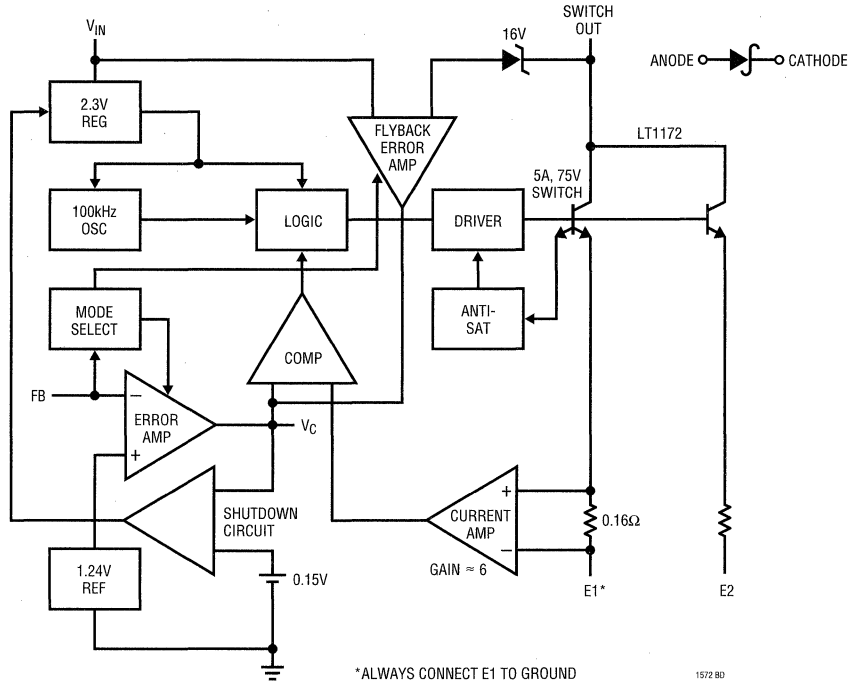 SWITCH
OUT
VIN
16V
ANODE
CATHODE
2.3V
REG
FLYBACK
ERROR
AMP
LT1172
5A, 75V
SWITCH
100kHz
OSC
LOGIC
DRIVER
MODE
SELECT
ANTI-
SAT
COMP
FB
−
ERROR
AMP
+
VC
SHUTDOWN
CIRCUIT
+
CURRENT
AMP
−
0.16Ω
GAIN ≈ 6
1.24V
REF
0.15V
E1*
E2
*ALWAYS CONNECT E1 TO GROUND
1572 BD